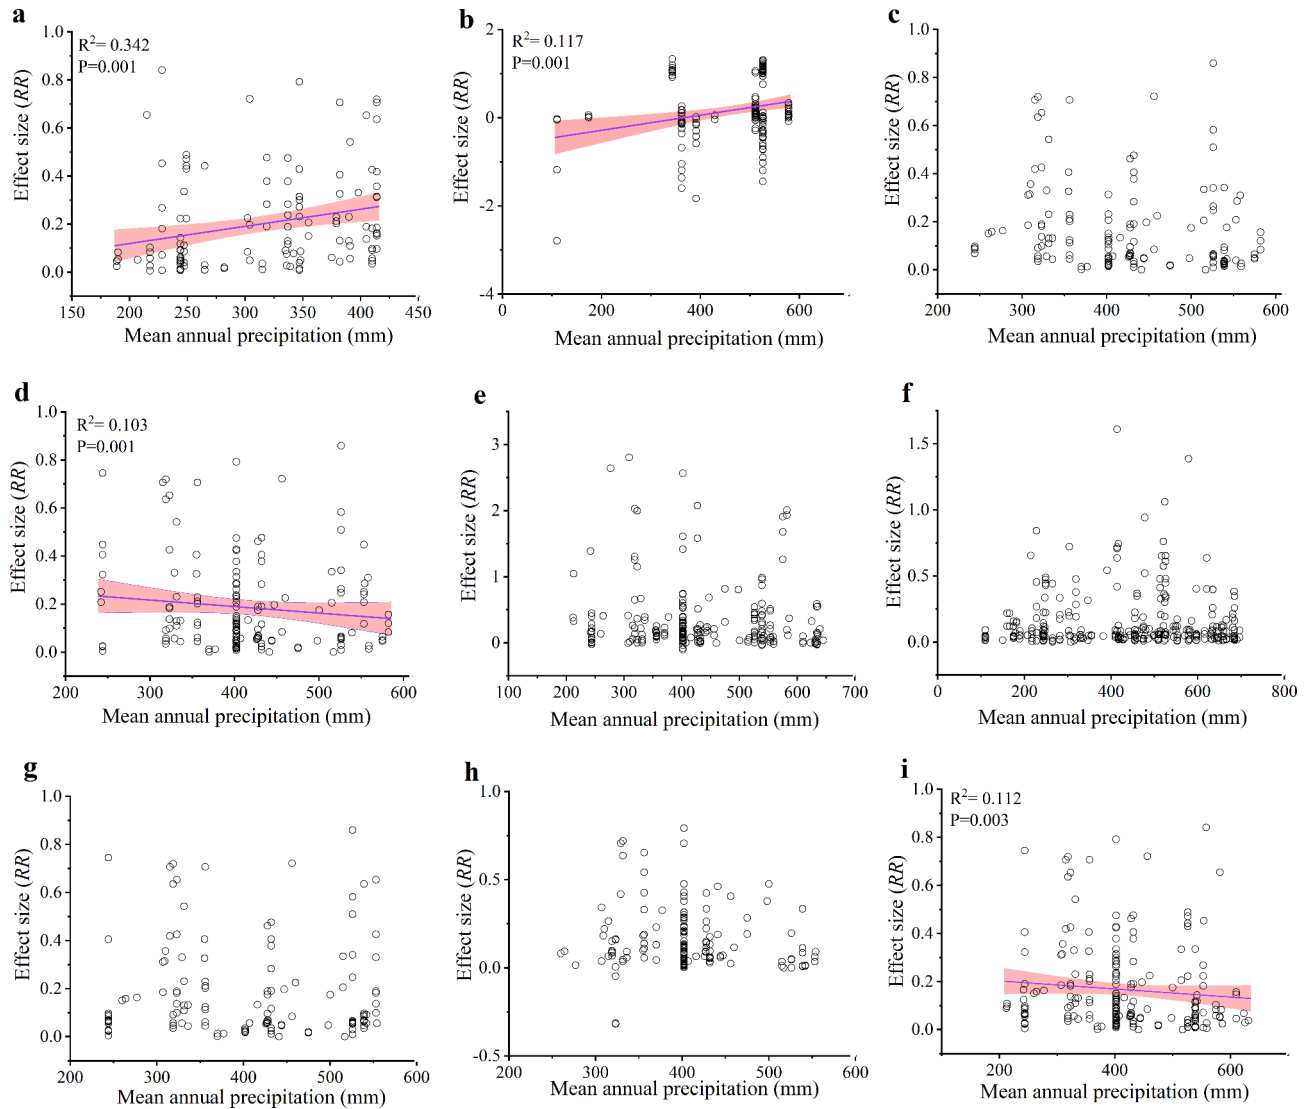 a
R²= 0.342
P=0.001
Effect size (RR)
1.0
0.8
0.6
0.4
0.2
0.0
150 200 250 300 350 400 450
Mean annual precipitation (mm)
b
R²= 0.117
P=0.001
Effect size (RR)
2
0
-2
-4
0 200 400 600
Mean annual precipitation (mm)
c
Effect size (RR)
1.0
0.8
0.6
0.4
0.2
0.0
200 300 400 500 600
Mean annual precipitation (mm)
d
R²= 0.103
P=0.001
Effect size (RR)
1.0
0.8
0.6
0.4
0.2
0.0
200 300 400 500 600
Mean annual precipitation (mm)
e
Effect size (RR)
3
2
1
0
100 200 300 400 500 600 700
Mean annual precipitation (mm)
f
Effect size (RR)
1.5
1.0
0.5
0.0
0 200 400 600 800
Mean annual precipitation (mm)
g
Effect size (RR)
1.0
0.8
0.6
0.4
0.2
0.0
200 300 400 500 600
Mean annual precipitation (mm)
h
Effect size (RR)
1.0
0.5
0.0
-0.5
200 300 400 500 600
Mean annual precipitation (mm)
i
R²= 0.112
P=0.003
Effect size (RR)
1.0
0.8
0.6
0.4
0.2
0.0
200 400 600
Mean annual precipitation (mm)